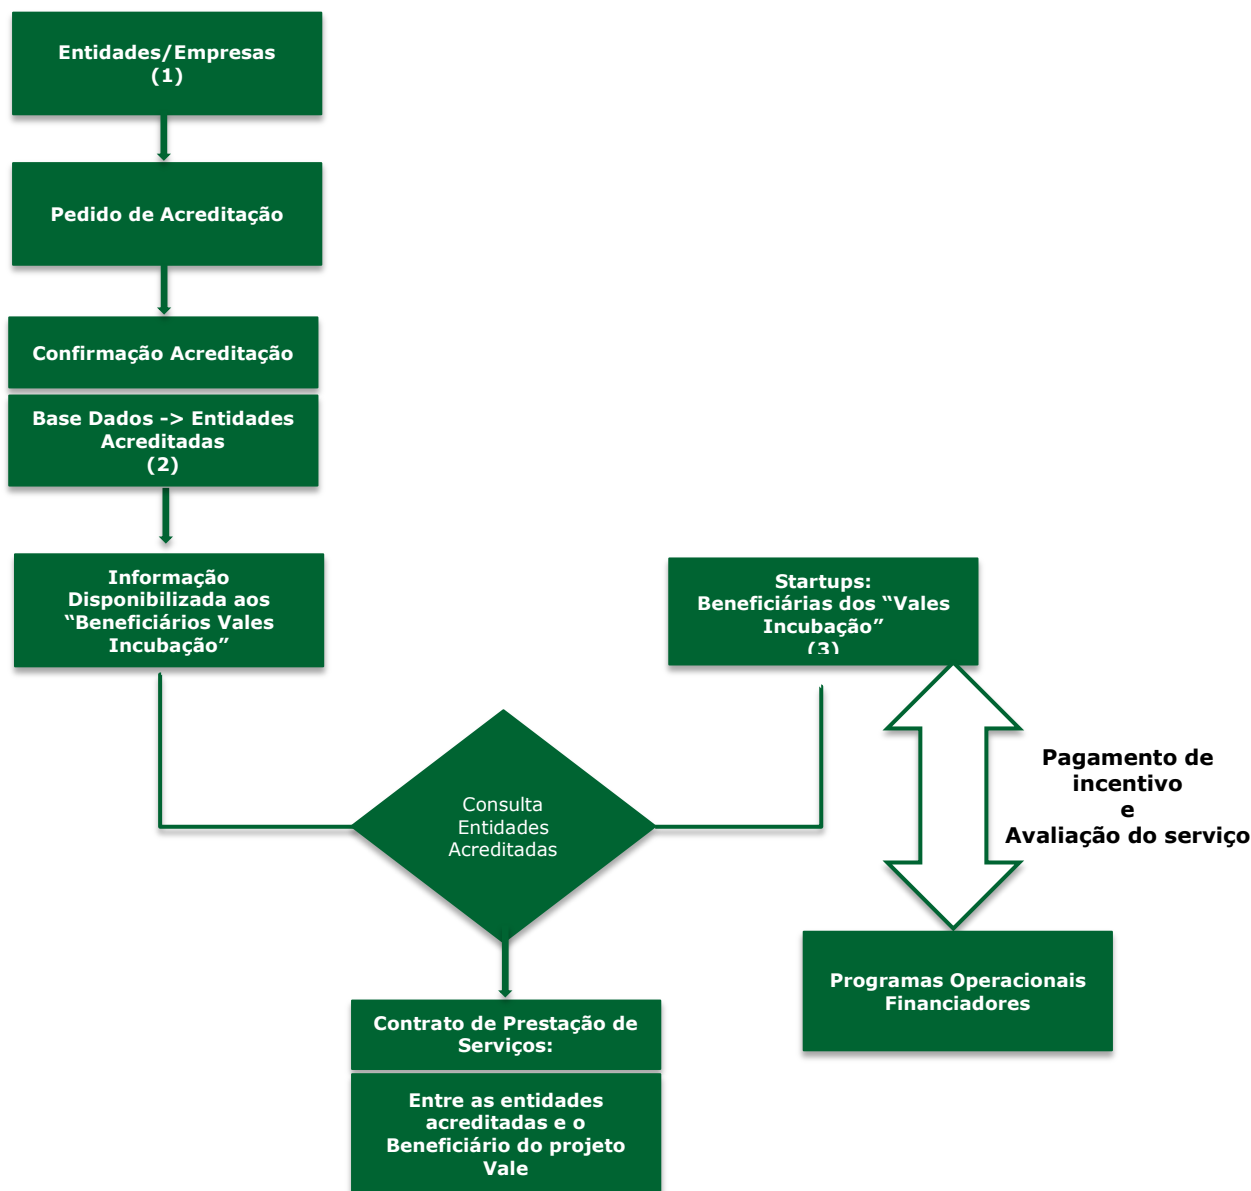 Entidades/Empresas
(1)
Pedido de Acreditação
Confirmação Acreditação
Base Dados -> Entidades
Acreditadas
(2)
Informação
Disponibilizada aos
“Beneficiários Vales
Incubação”
Startups:
Beneficiárias dos “Vales
Incubação”
(3)
Consulta
Entidades
Acreditadas
Pagamento de
incentivo
e
Avaliação do serviço
Programas Operacionais
Financiadores
Contrato de Prestação de
Serviços:
Entre as entidades
acreditadas e o
Beneficiário do projeto
Vale